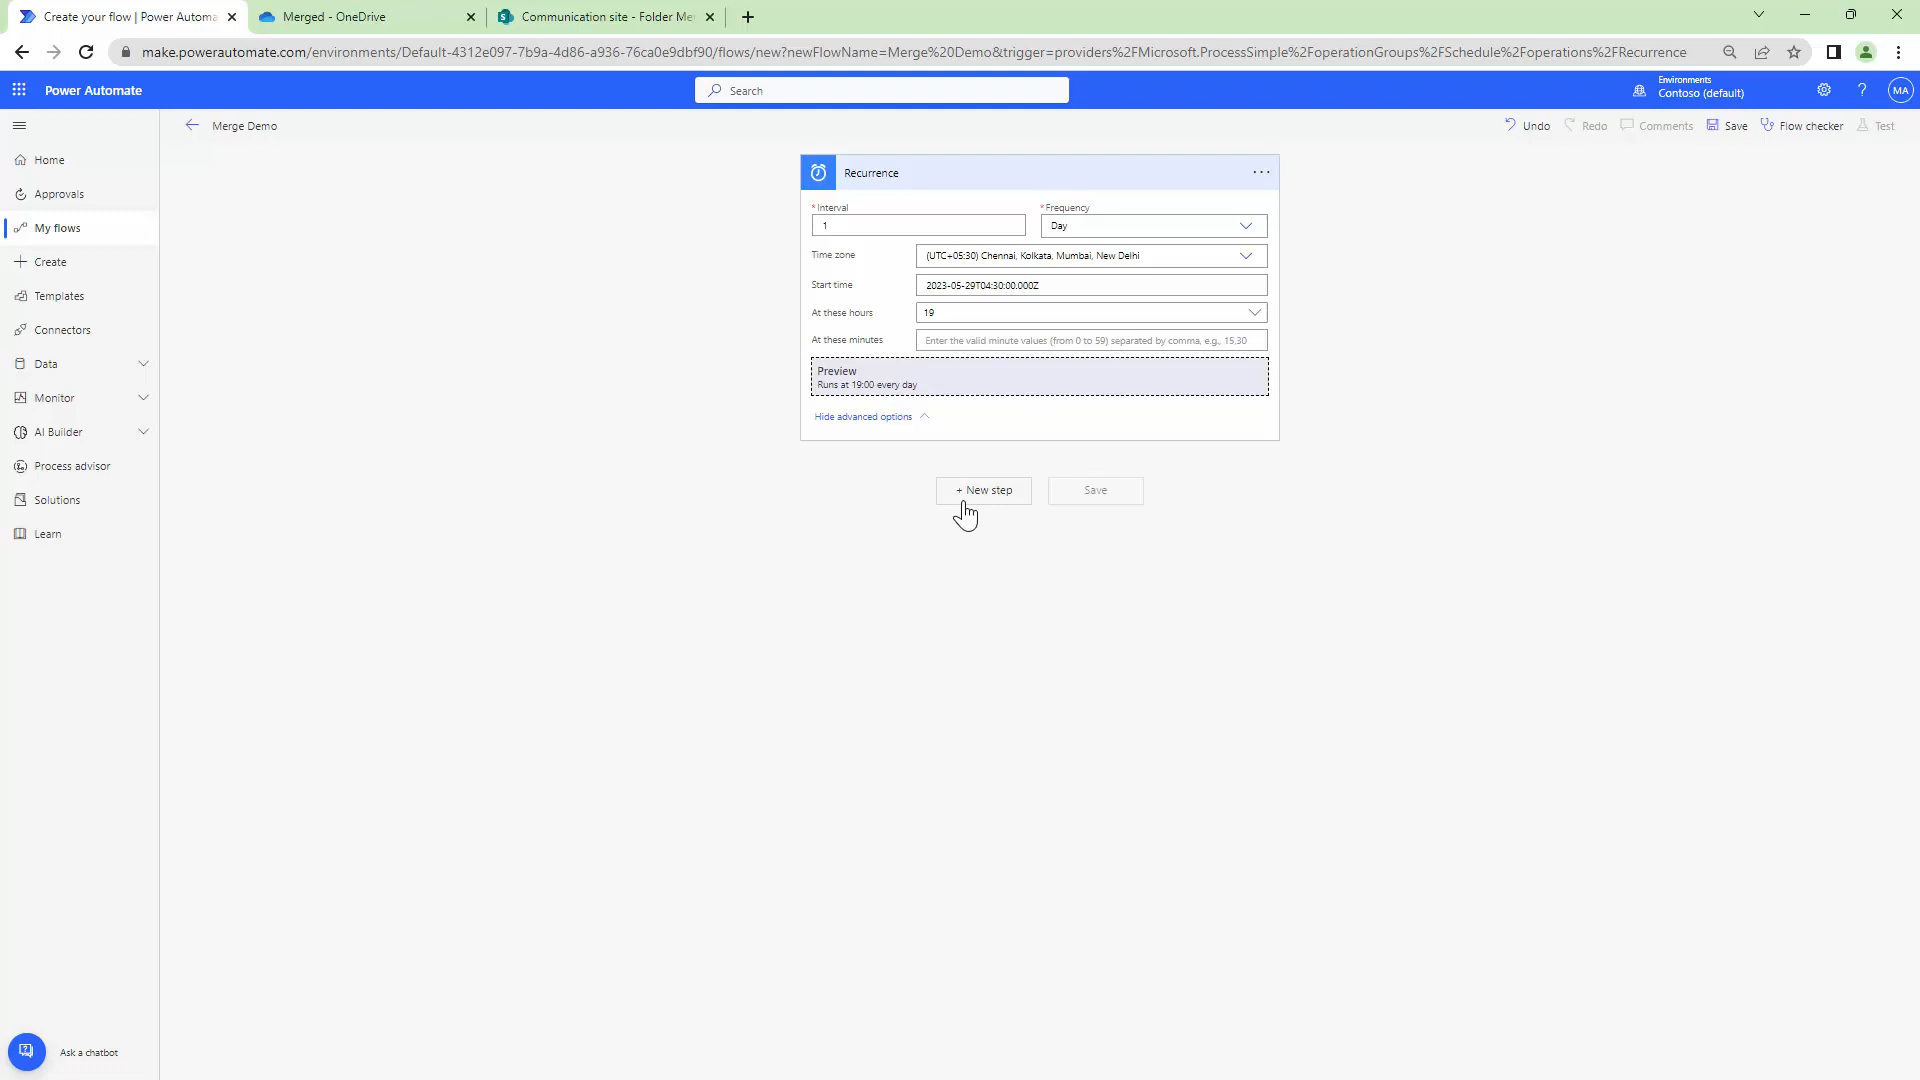 Create your flow | Power Automa
Merged - OneDrive
Communication site - Folder Me
make.powerautomate.com/environments/Default-4312e097-7b9a-4d86-a936-76ca0e9dbf90/flows/new?newFlowName=Merge%20Demo&trigger=providers%2FMicrosoft.ProcessSimple%2FoperationGroups%2FSchedule%2Foperations%2FRecurrence
Power Automate
Search
Environments
Contoso (default)
?
MA
Merge Demo
Undo
Redo
Comments
Save
Flow checker
Test
Home
Approvals
My flows
Create
Templates
Connectors
Data
Monitor
AI Builder
Process advisor
Solutions
Learn
Recurrence
* Interval
* Frequency
1
Day
Time zone
(UTC+05:30) Chennai, Kolkata, Mumbai, New Delhi
Start time
2023-05-29T04:30:00.000Z
At these hours
19
At these minutes
Enter the valid minute values (from 0 to 59) separated by comma, e.g., 15,30
Preview
Runs at 19:00 every day
Hide advanced options
+ New step
Save
Ask a chatbot